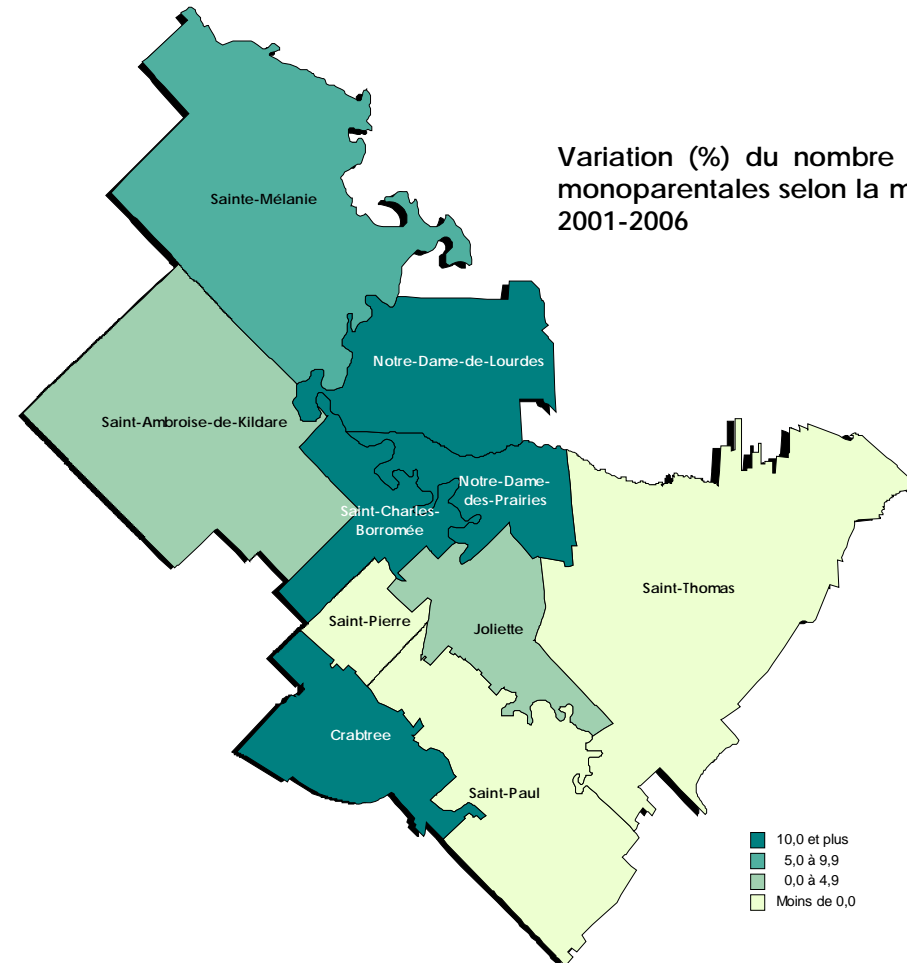 Variation (%) du nombre
monoparentales selon la m
2001-2006
Sainte-Mélanie
Notre-Dame-de-Lourdes
Saint-Ambroise-de-Kildare
Notre-Dame-
des-Prairies
Saint-Charles-
Borromée
Saint-Thomas
Saint-Pierre
Joliette
Crabtree
Saint-Paul
10,0 et plus
5,0 à 9,9
0,0 à 4,9
Moins de 0,0